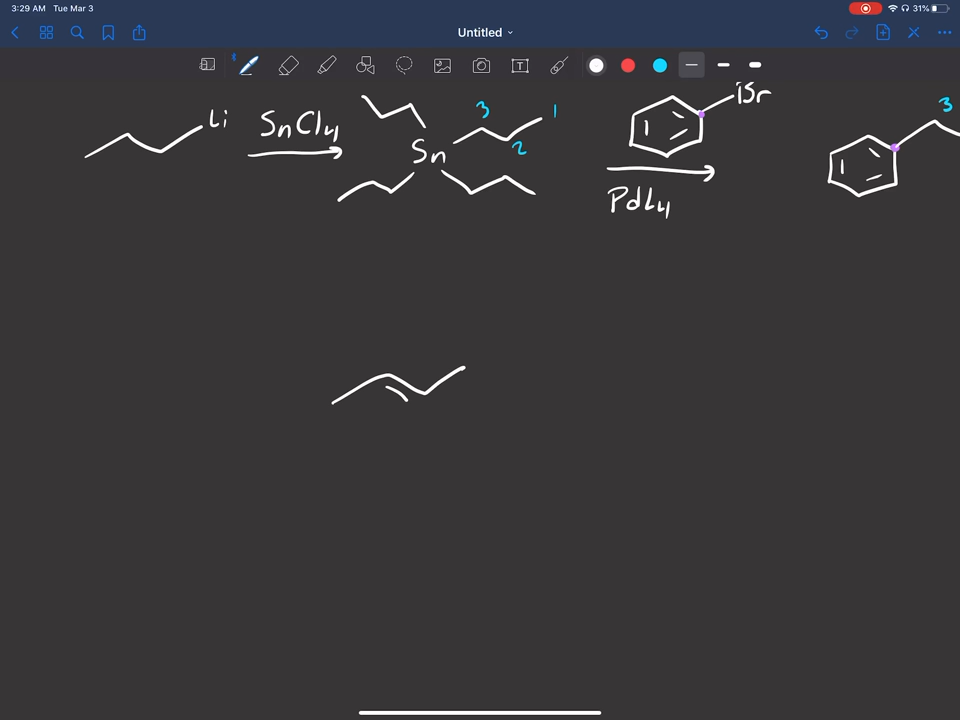 3:29 AM Tue Mar 3
31%
Untitled
T
Li
SnCl4
Sn
3
1
2
Br
PdL4
3